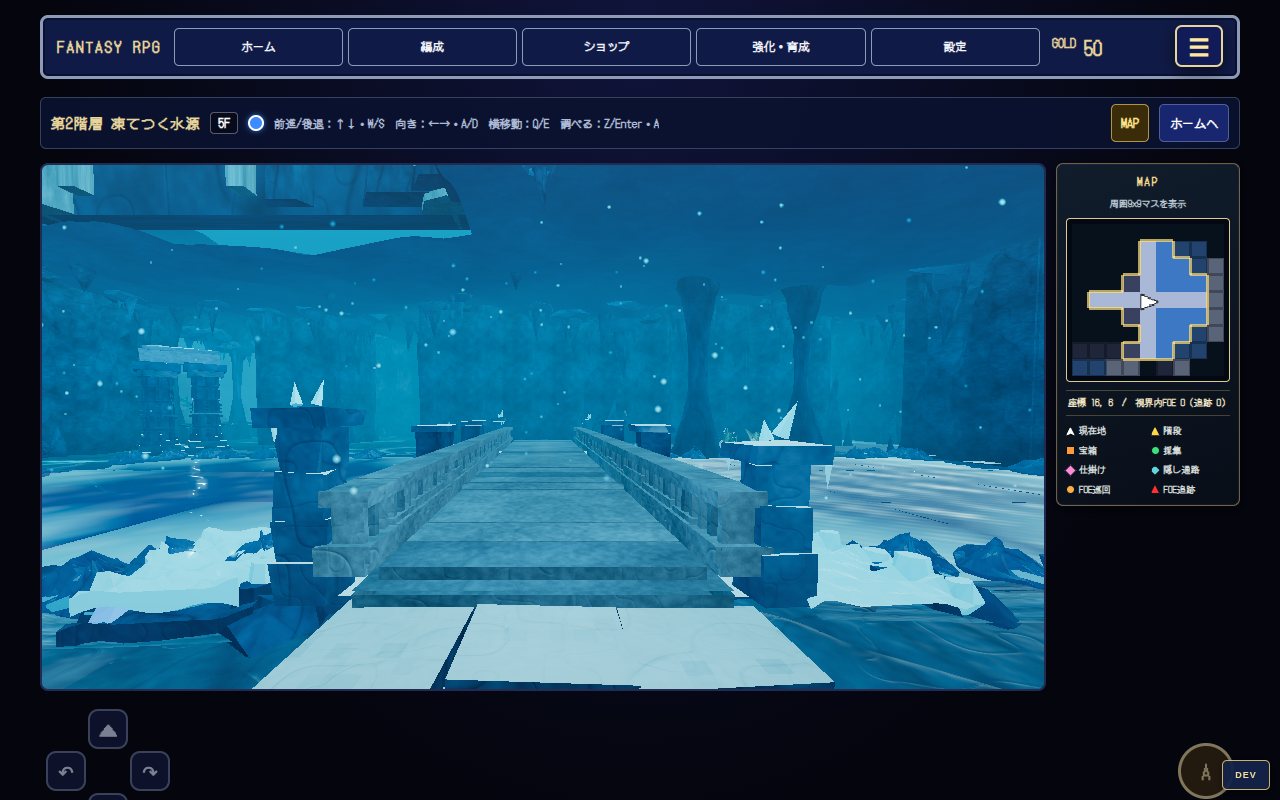 FANTASY RPG
ホーム
編成
ショップ
強化・育成
設定
GOLD 50
第2階層 凍てつく水源
5F
前進/後退：↑↓・W/S 向き：←→・A/D 横移動：Q/E 調べる：Z/Enter・A
MAP
ホームへ
MAP
周囲9x9マスを表示
座標 16, 6 / 視界内FOE 0 (追跡 0)
現在地
階段
宝箱
採集
仕掛け
隠し通路
FOE巡回
FOE追跡
A
DEV